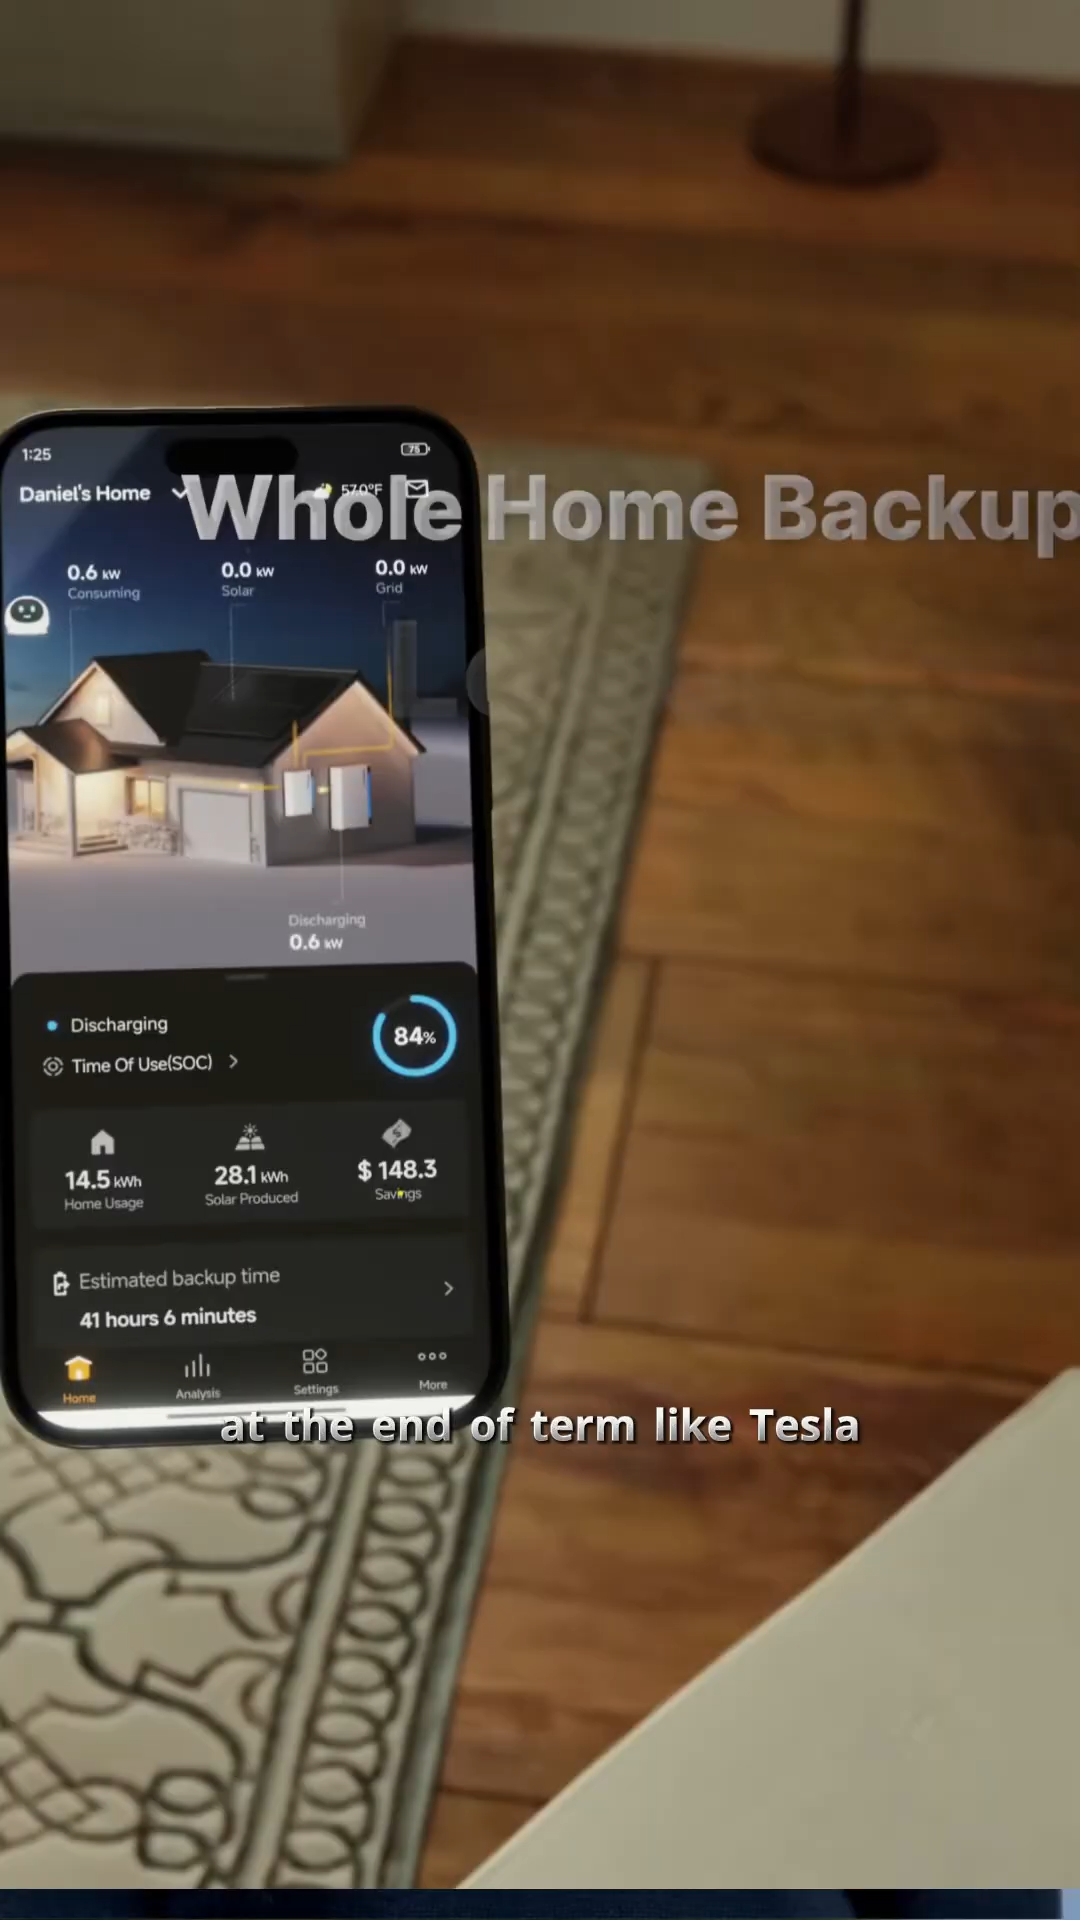 1:25
75
Daniel's Home
57.0°F
Whole Home Backup
0.6 kW
Consuming
0.0 kW
Solar
0.0 kW
Grid
Discharging
0.6 kW
Discharging
84%
Time Of Use(SOC)
14.5 kWh
Home Usage
28.1 kWh
Solar Produced
$ 148.3
Savings
Estimated backup time
41 hours 6 minutes
Home
Analysis
Settings
More
at the end of term like Tesla